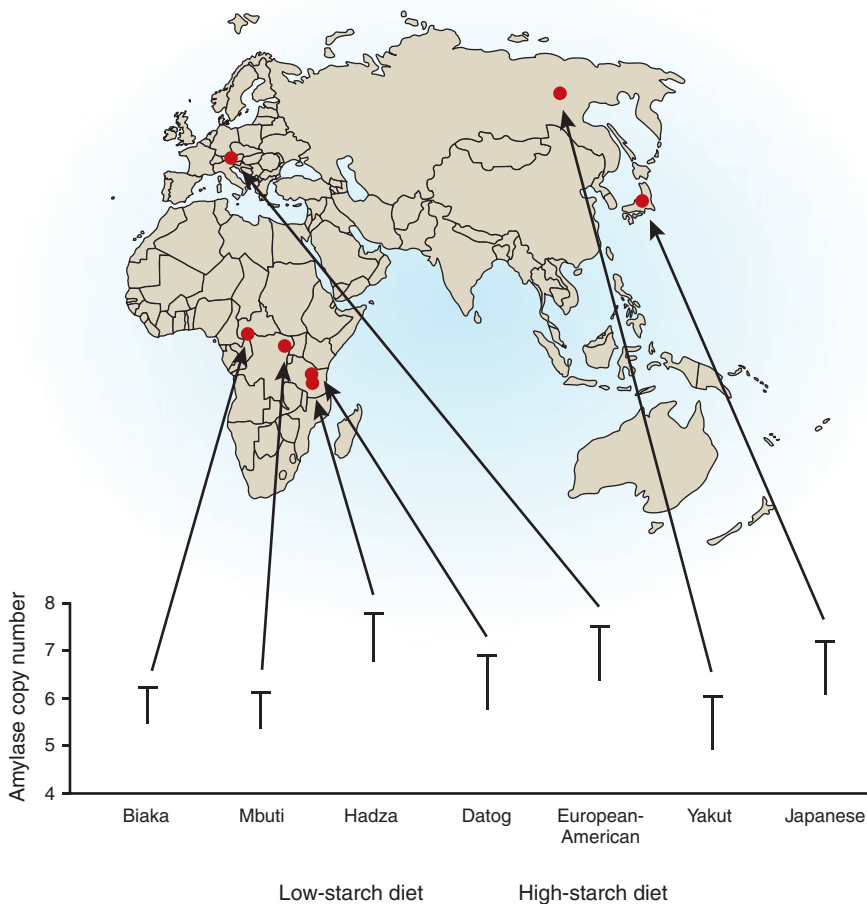 8
7
6
5
4
Amylase copy number
Biaka
Mbuti
Hadza
Datog
European-
American
Yakut
Japanese
Low-starch diet
High-starch diet